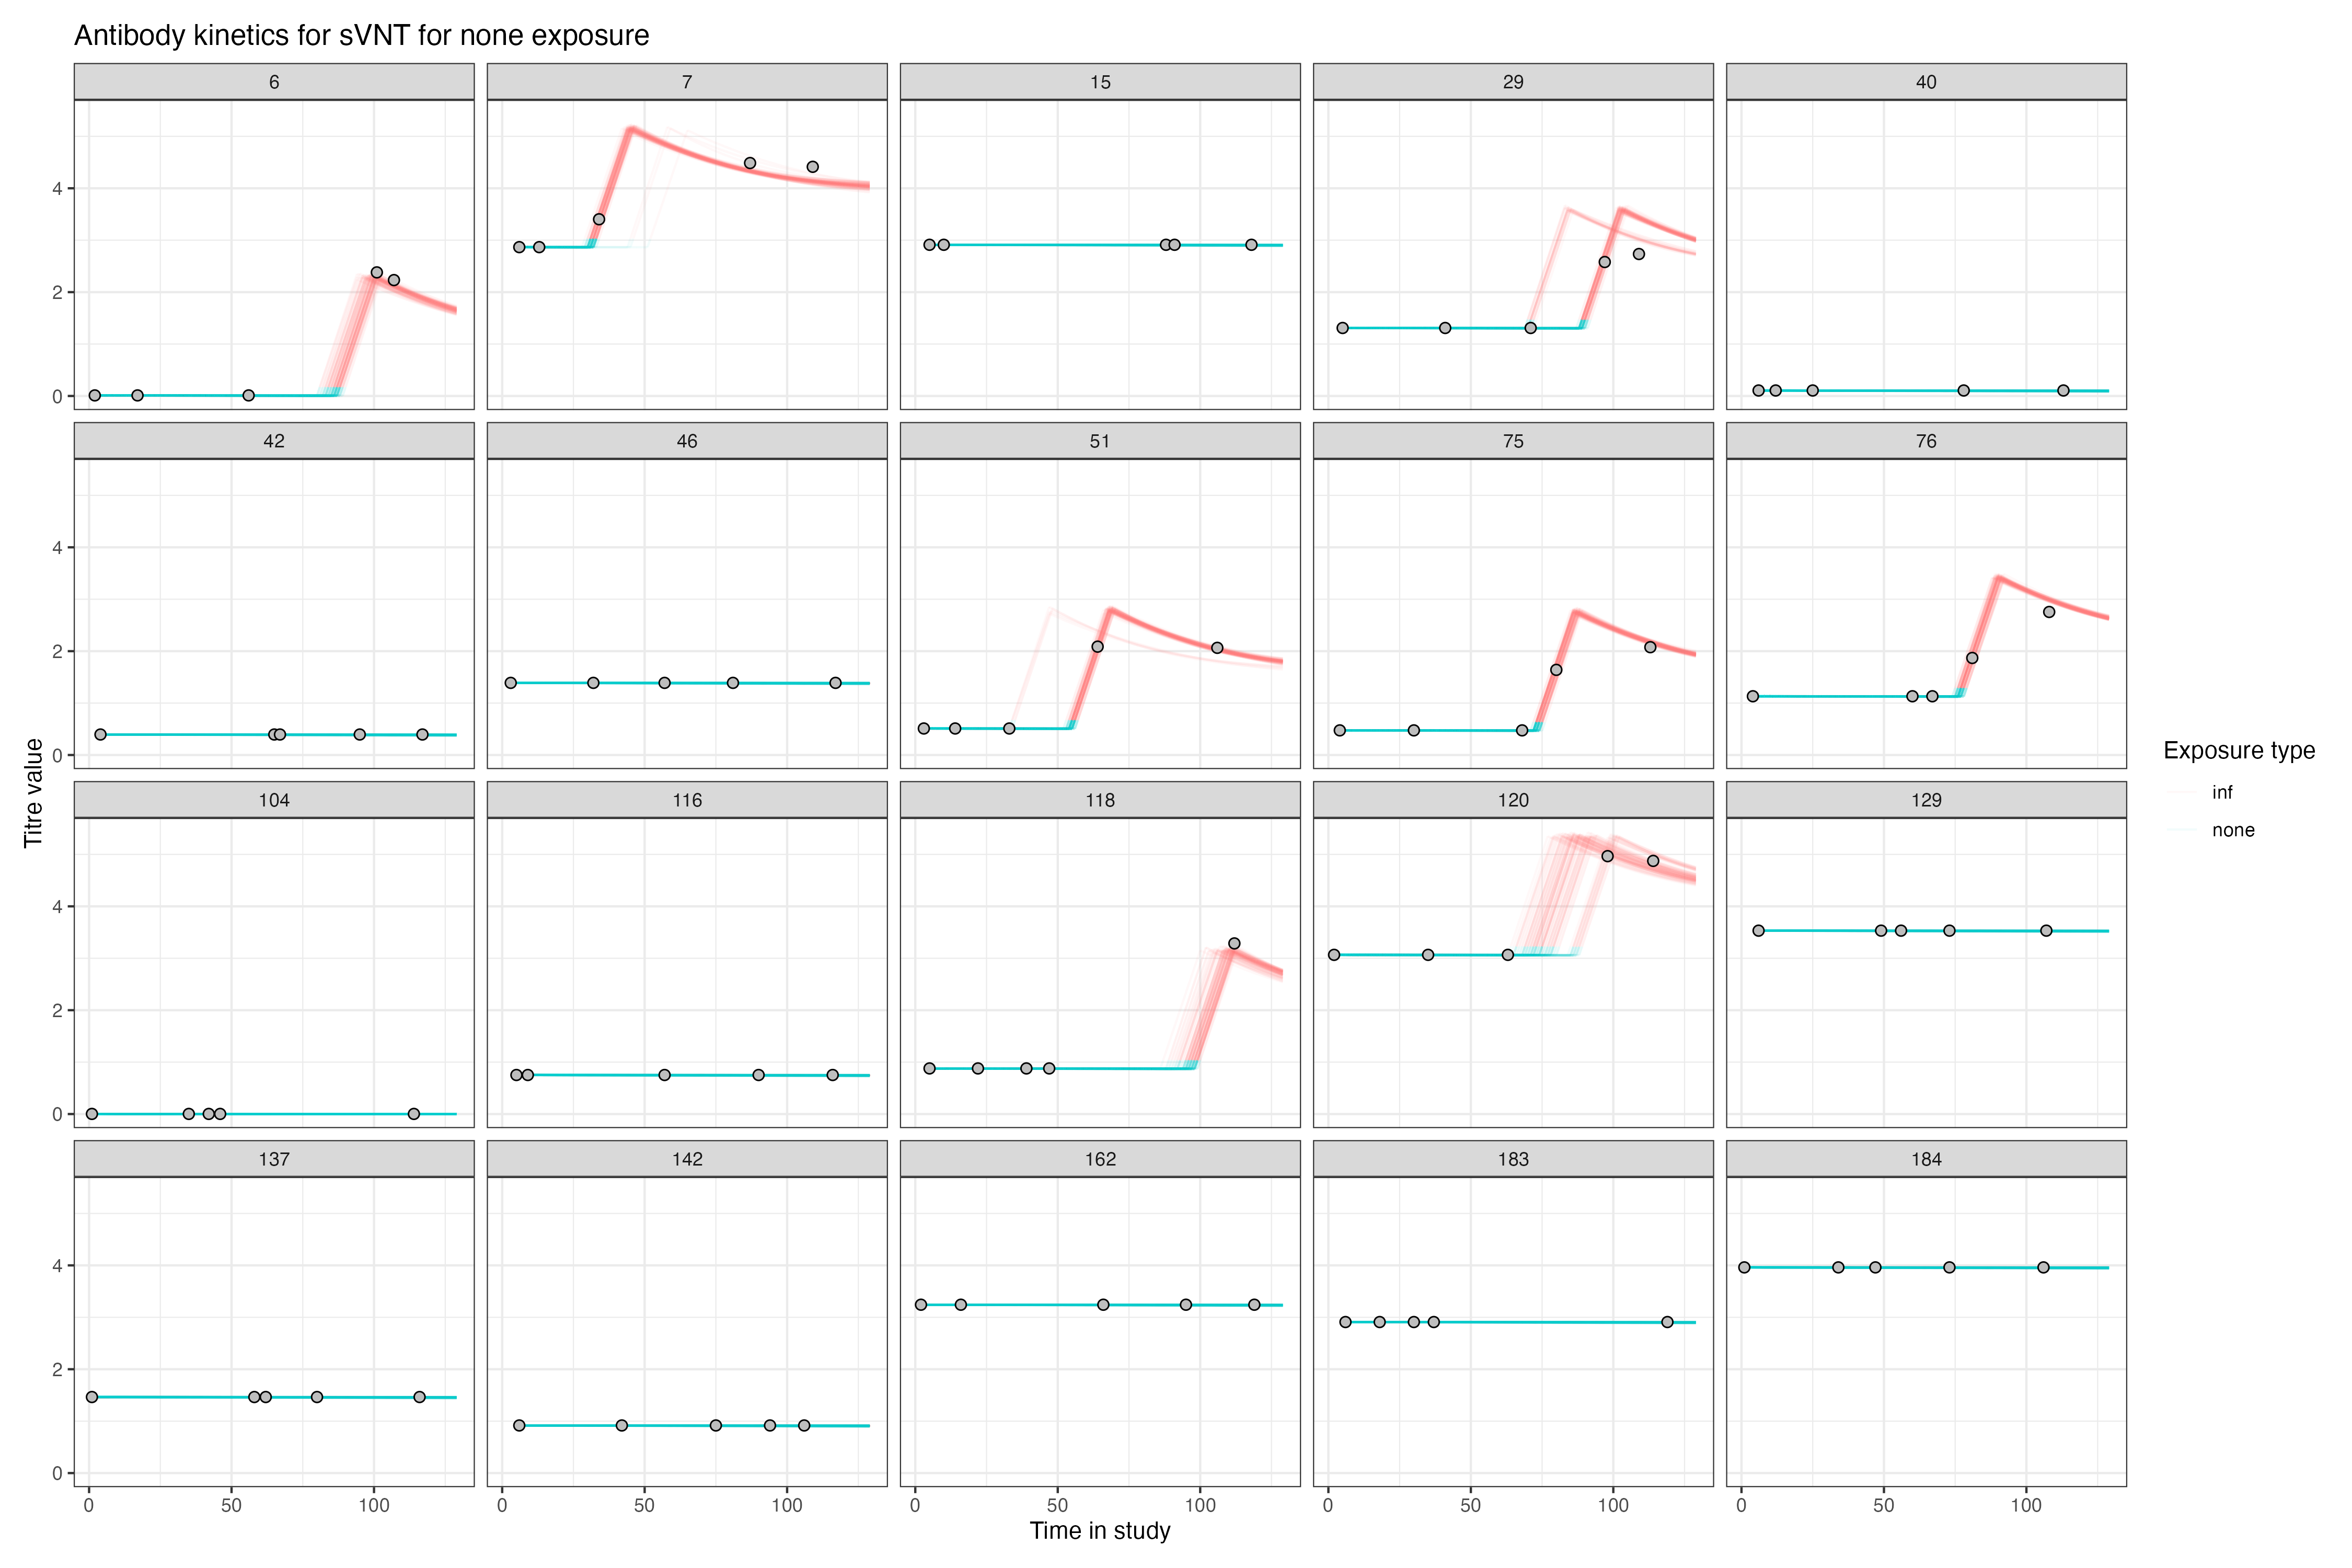 Antibody kinetics for sVNT for none exposure
6 7 15 29 40
4
2
0
42 46 51 75 76
4
2
0
Titre value
Exposure type
inf
none
104 116 118 120 129
4
2
0
137 142 162 183 184
4
2
0
0 50 100 0 50 100 0 50 100 0 50 100 0 50 100
Time in study